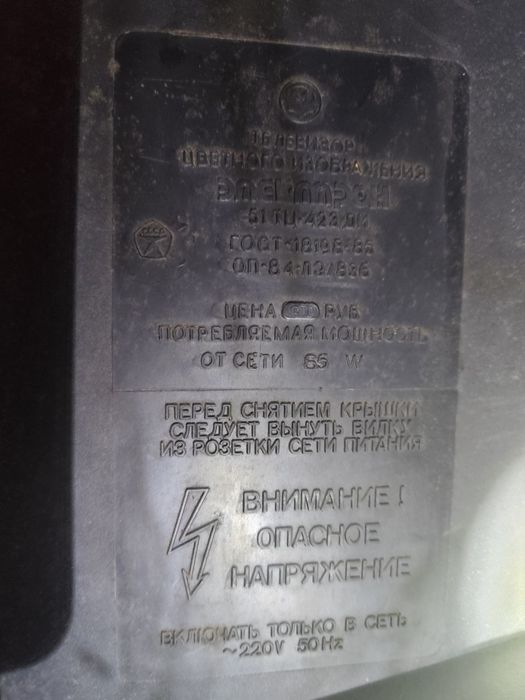 ТЕЛЕВИЗОР
ЦВЕТНОГО ИЗОБРАЖЕНИЯ
51ТЦ-423ДИ
ГОСТ-18198-85
ЦЕНА РУБ
ПОТРЕБЛЯЕМАЯ МОЩНОСТЬ
ОТ СЕТИ 85 W
ПЕРЕД СНЯТИЕМ КРЫШКИ
СЛЕДУЕТ ВЫНУТЬ ВИЛКУ
ИЗ РОЗЕТКИ СЕТИ ПИТАНИЯ
ВНИМАНИЕ!
ОПАСНОЕ
НАПРЯЖЕНИЕ
ВКЛЮЧАТЬ ТОЛЬКО В СЕТЬ
~220V 50Hz